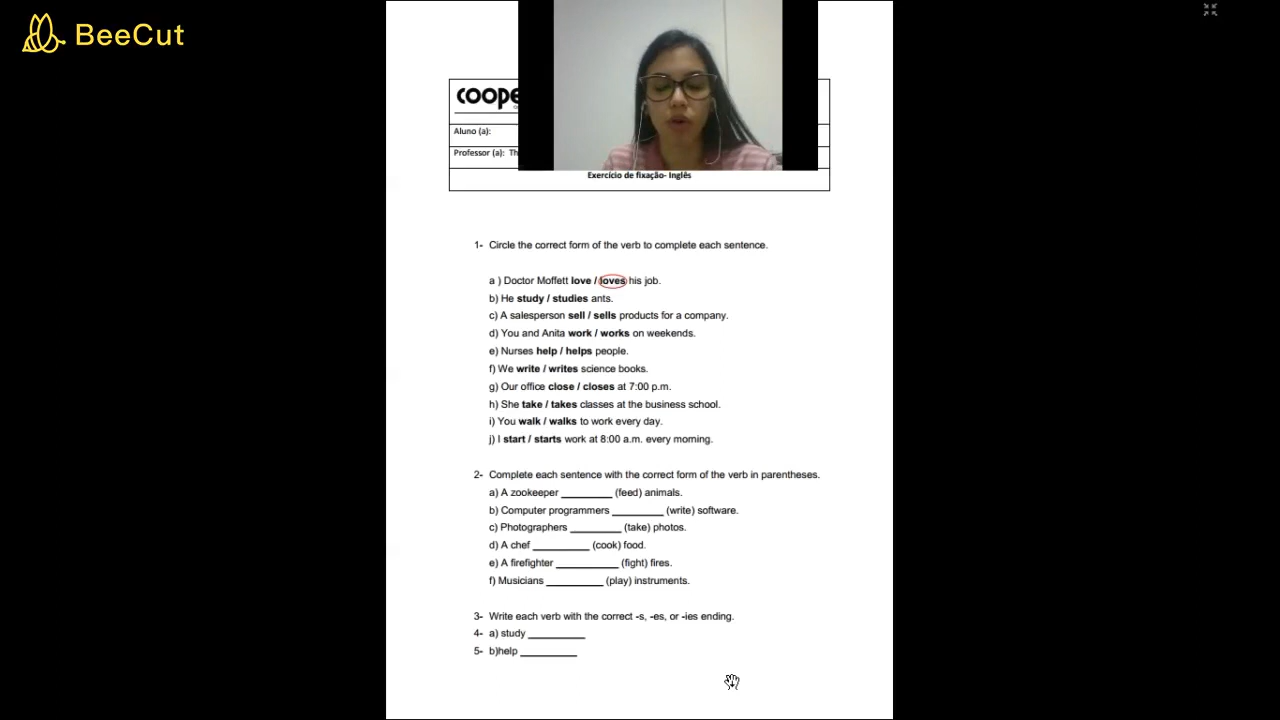 BeeCut
COOPE
Aluno (a):
Professor (a): Th
Exercício de fixação- Inglês
1- Circle the correct form of the verb to complete each sentence.
a ) Doctor Moffett love / loves his job.
b) He study / studies ants.
c) A salesperson sell / sells products for a company.
d) You and Anita work / works on weekends.
e) Nurses help / helps people.
f) We write / writes science books.
g) Our office close / closes at 7:00 p.m.
h) She take / takes classes at the business school.
i) You walk / walks to work every day.
j) I start / starts work at 8:00 a.m. every morning.
2- Complete each sentence with the correct form of the verb in parentheses.
a) A zookeeper _________ (feed) animals.
b) Computer programmers _________ (write) software.
c) Photographers _________ (take) photos.
d) A chef __________ (cook) food.
e) A firefighter ___________ (fight) fires.
f) Musicians __________ (play) instruments.
3- Write each verb with the correct -s, -es, or -ies ending.
4- a) study __________
5- b)help __________